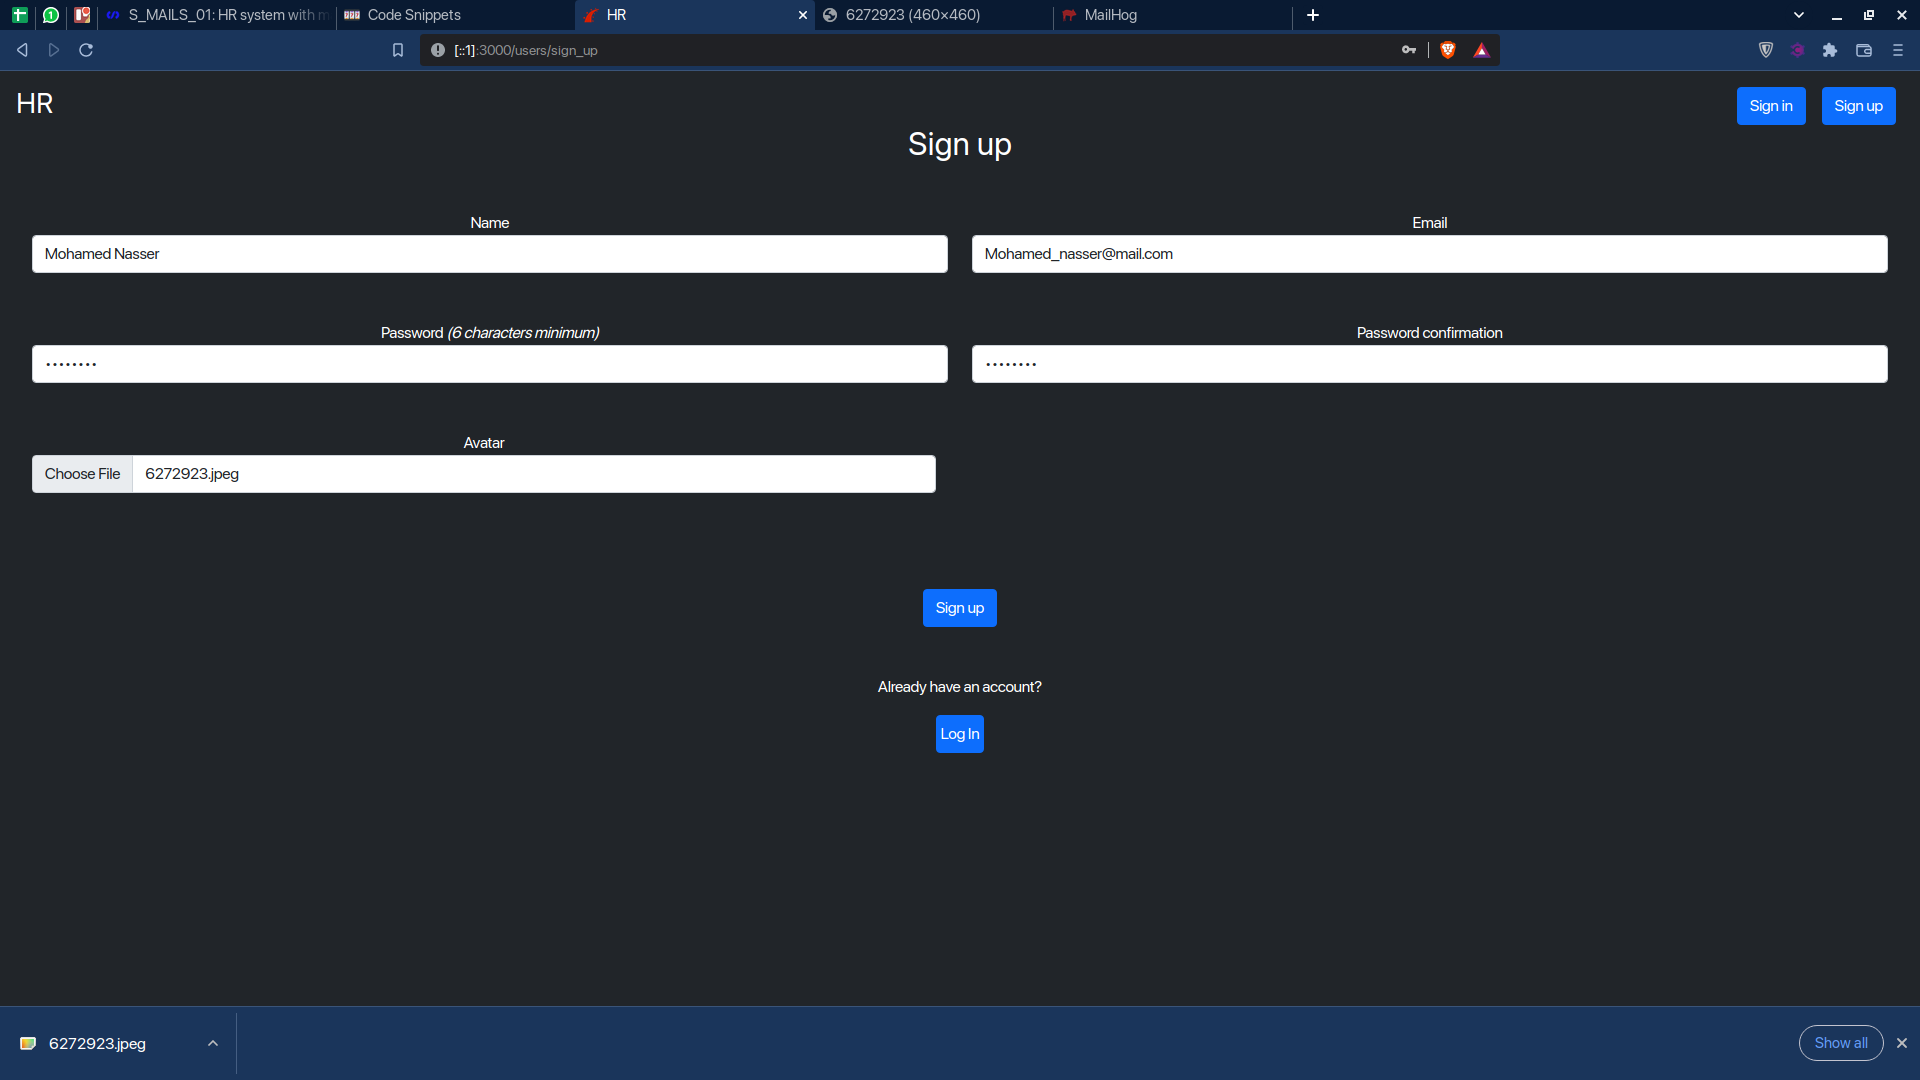 1
S_MAILS_01: HR system with m
Code Snippets
HR
6272923 (460×460)
MailHog
[::1]:3000/users/sign_up
HR
Sign in
Sign up
Sign up
Name
Email
Mohamed Nasser
Mohamed_nasser@mail.com
Password (6 characters minimum)
Password confirmation
••••••••
••••••••
Avatar
Choose File
6272923.jpeg
Sign up
Already have an account?
Log In
6272923.jpeg
Show all